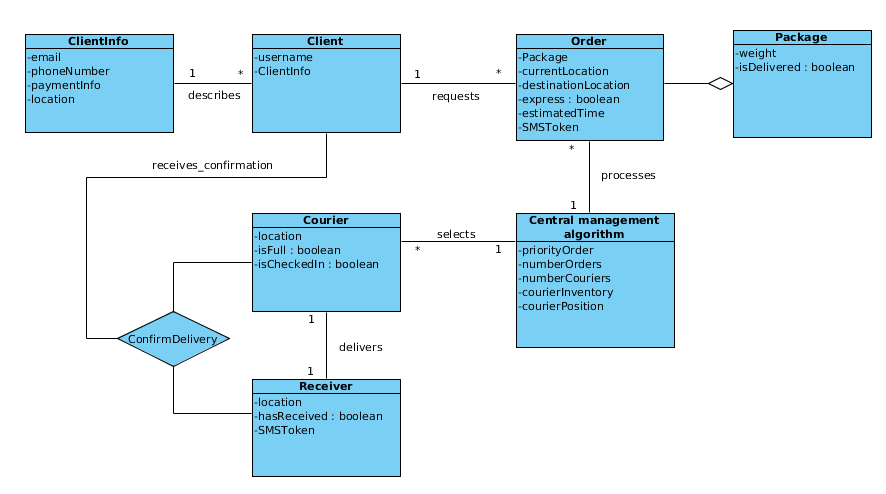 ClientInfo
-email
-phoneNumber
-paymentInfo
-location
1
*
describes
Client
-username
-ClientInfo
1
*
requests
Order
-Package
-currentLocation
-destinationLocation
-express : boolean
-estimatedTime
-SMSToken
Package
-weight
-isDelivered : boolean
receives_confirmation
*
processes
1
Courier
-location
-isFull : boolean
-isCheckedIn : boolean
selects
*
1
Central management
algorithm
-priorityOrder
-numberOrders
-numberCouriers
-courierInventory
-courierPosition
ConfirmDelivery
1
delivers
1
Receiver
-location
-hasReceived : boolean
-SMSToken